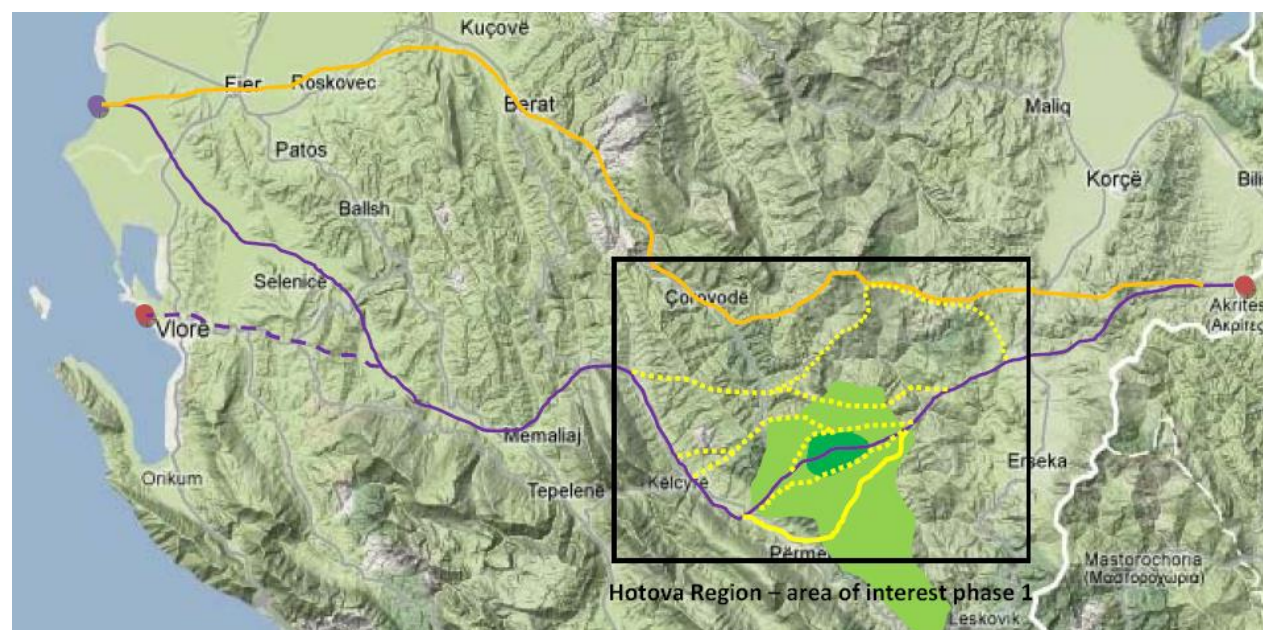 Kuçovë
Fier
Roskovec
Berat
Maliq
Patos
Korçë
Bili
Ballsh
Selenicë
Çorovodë
Akrites
(Ακρίτες)
Vlorë
Memaliaj
Erseka
Orikum
Tepelenë
Këlcyrë
Përmet
Mastorochoria
(Μαστοροχώρια)
Hotova Region – area of interest phase 1
Leskovik